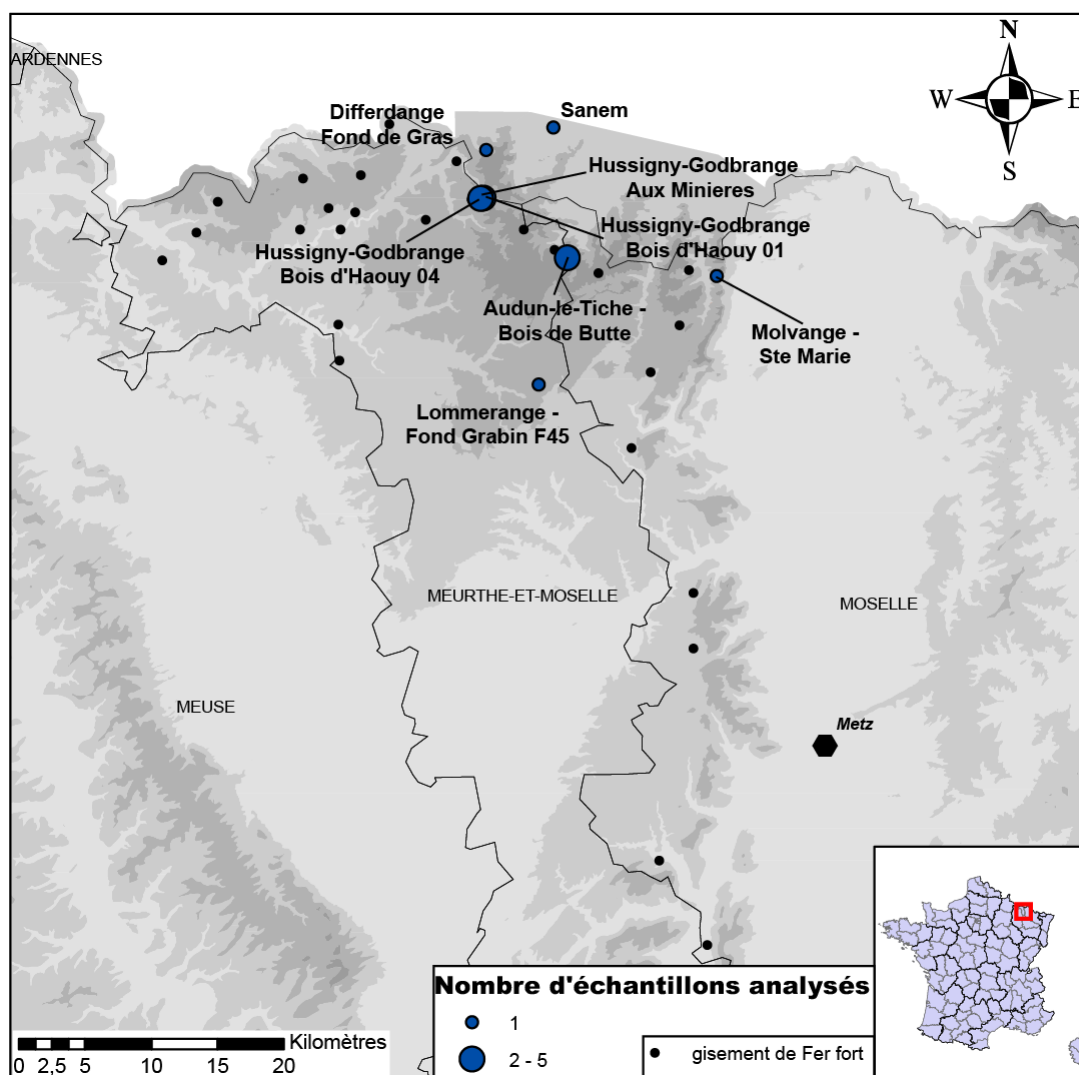 N
ARDENNES
W
E
S
Differdange
Fond de Gras
Sanem
Hussigny-Godbrange
Aux Minieres
Hussigny-Godbrange
Bois d'Haouy 01
Hussigny-Godbrange
Bois d'Haouy 04
Audun-le-Tiche -
Bois de Butte
Molvange -
Ste Marie
Lommerange -
Fond Grabin F45
MEURTHE-ET-MOSELLE
MOSELLE
MEUSE
Metz
Nombre d'échantillons analysés
1
2 - 5
gisement de Fer fort
Kilomètres
0 2,5 5 10 15 20